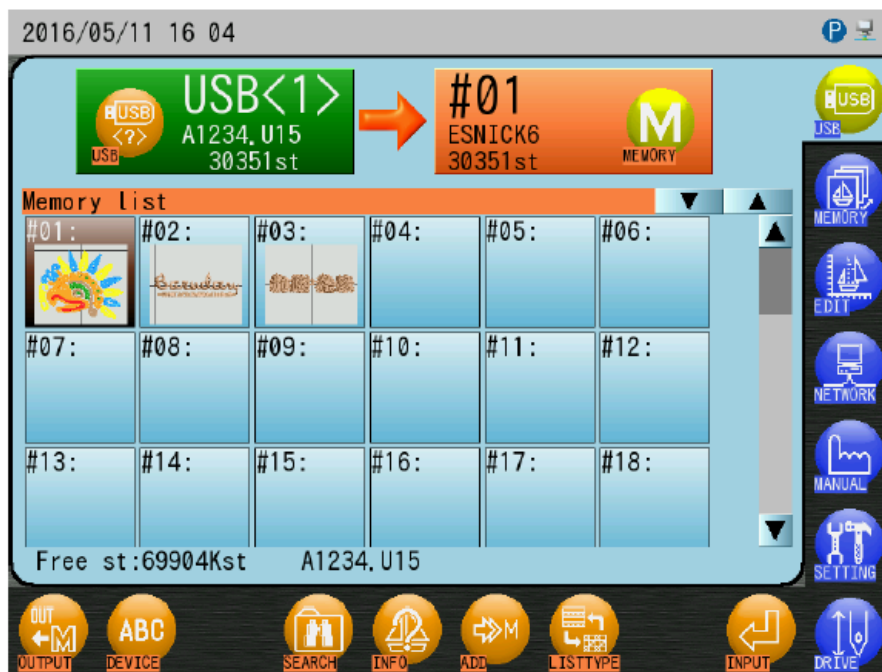 2016/05/11 16 04
P
USB<1>
A1234.U15
30351st
USB
<?>
USB
#01
ESNICK6
30351st
M
MEMORY
USB
USB
Memory list
#01:
#02:
#03:
#04:
#05:
#06:
#07:
#08:
#09:
#10:
#11:
#12:
#13:
#14:
#15:
#16:
#17:
#18:
Free st:69904Kst
A1234.U15
MEMORY
EDIT
NETWORK
MANUAL
SETTING
OUT
M
OUTPUT
ABC
DEVICE
SEARCH
INFO
M
ADD
LISTTYPE
INPUT
DRIVE